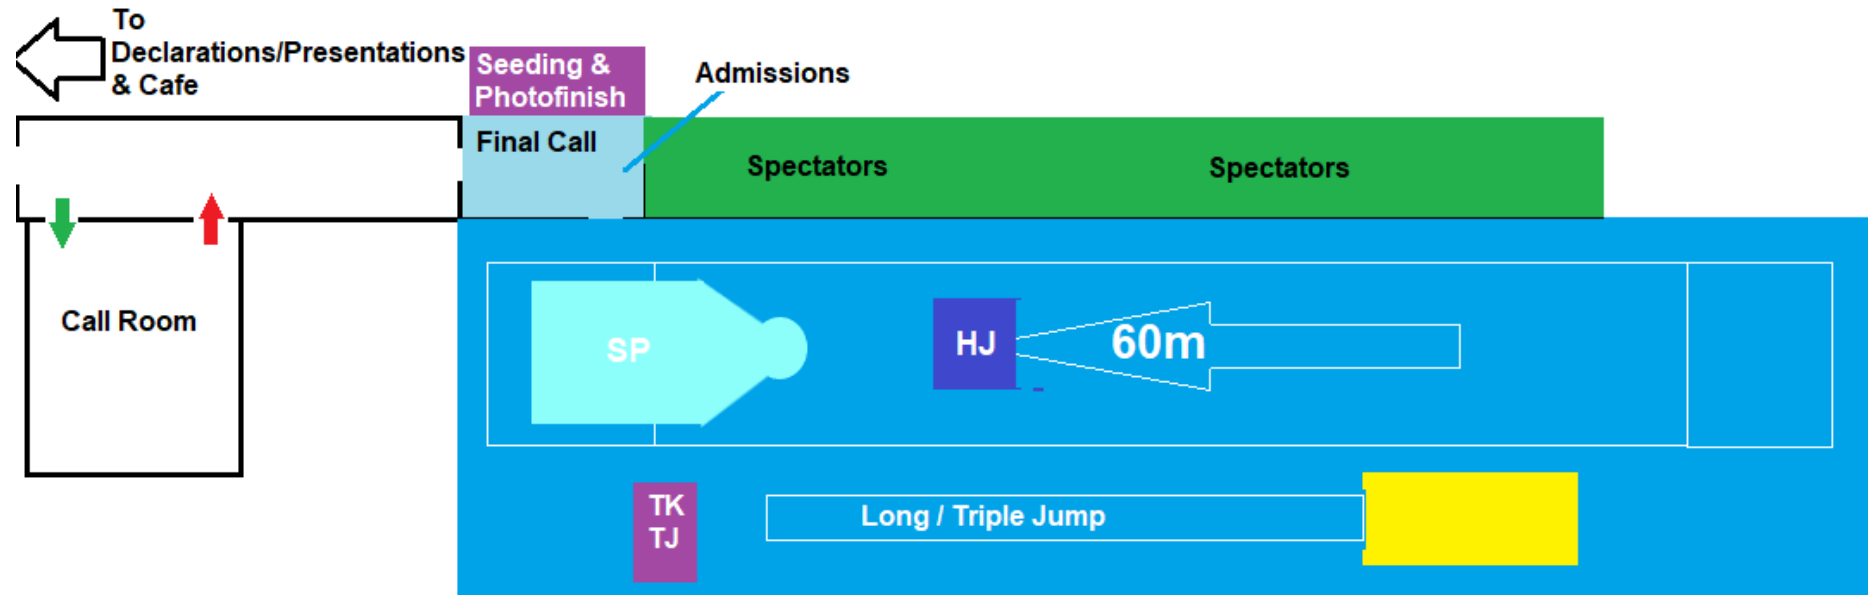 To
Declarations/Presentations
& Cafe
Seeding &
Photofinish
Admissions
Final Call
Spectators
Spectators
Call Room
SP
HJ
60m
TK
TJ
Long / Triple Jump